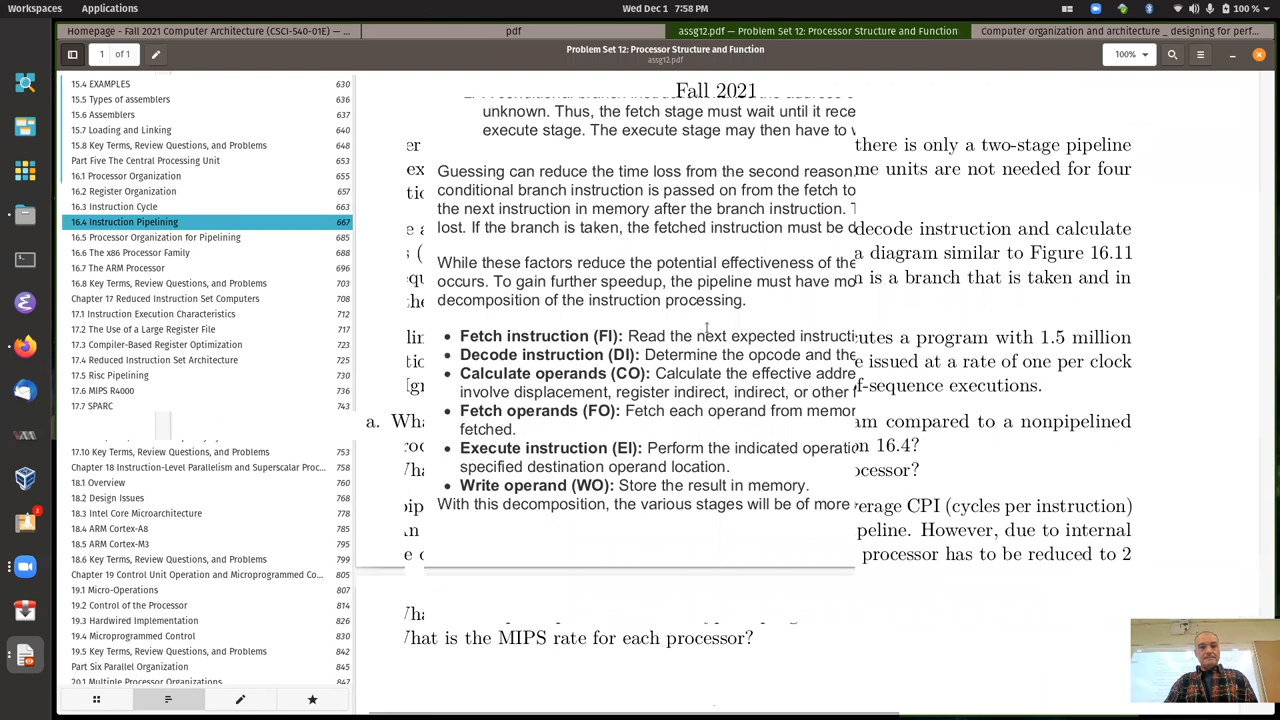 Workspaces Applications Wed Dec 1 7:58 PM 100 %
Homepage - Fall 2021 Computer Architecture (CSCI-540-01E) — ...
pdf
assg12.pdf — Problem Set 12: Processor Structure and Function
Computer organization and architecture _ designing for perf...
1 of 1
Problem Set 12: Processor Structure and Function
assg12.pdf
100%
15.4 EXAMPLES 630
15.5 Types of assemblers 636
15.6 Assemblers 637
15.7 Loading and Linking 640
15.8 Key Terms, Review Questions, and Problems 648
Part Five The Central Processing Unit 653
16.1 Processor Organization 655
16.2 Register Organization 657
16.3 Instruction Cycle 663
16.4 Instruction Pipelining 667
16.5 Processor Organization for Pipelining 685
16.6 The x86 Processor Family 688
16.7 The ARM Processor 696
16.8 Key Terms, Review Questions, and Problems 703
Chapter 17 Reduced Instruction Set Computers 708
17.1 Instruction Execution Characteristics 712
17.2 The Use of a Large Register File 717
17.3 Compiler-Based Register Optimization 723
17.4 Reduced Instruction Set Architecture 729
17.5 Risc Pipelining 730
17.6 MIPS R4000 736
17.7 SPARC 743
17.10 Key Terms, Review Questions, and Problems 753
Chapter 18 Instruction-Level Parallelism and Superscalar Proc... 758
18.1 Overview 760
18.2 Design Issues 768
18.3 Intel Core Microarchitecture 778
18.4 ARM Cortex-A8 785
18.5 ARM Cortex-M3 795
18.6 Key Terms, Review Questions, and Problems 799
Chapter 19 Control Unit Operation and Microprogrammed Co... 805
19.1 Micro-Operations 807
19.2 Control of the Processor 814
19.3 Hardwired Implementation 826
19.4 Microprogrammed Control 830
19.5 Key Terms, Review Questions, and Problems 842
Part Six Parallel Organization 845
20.1 Multiple Processor Organizations 847
Fall 2021
unknown. Thus, the fetch stage must wait until it rece
execute stage. The execute stage may then have to
there is only a two-stage pipeline
Guessing can reduce the time loss from the second reason. me units are not needed for four
conditional branch instruction is passed on from the fetch to
the next instruction in memory after the branch instruction.
lost. If the branch is taken, the fetched instruction must be decode instruction and calculate
a diagram similar to Figure 16.11
While these factors reduce the potential effectiveness of the
occurs. To gain further speedup, the pipeline must have mo n is a branch that is taken and in
decomposition of the instruction processing.
• Fetch instruction (FI): Read the next expected instructi utes a program with 1.5 million
• Decode instruction (DI): Determine the opcode and the e issued at a rate of one per clock
• Calculate operands (CO): Calculate the effective addre f-sequence executions.
involve displacement, register indirect, indirect, or other
• Fetch operands (FO): Fetch each operand from memor
a. am compared to a nonpipelined
fetched. on 16.4?
• Execute instruction (EI): Perform the indicated operatio
specified destination operand location. ocessor?
• Write operand (WO): Store the result in memory.
With this decomposition, the various stages will be of more verage CPI (cycles per instruction)
peline. However, due to internal
processor has to be reduced to 2
hat is the MIPS rate for each processor?